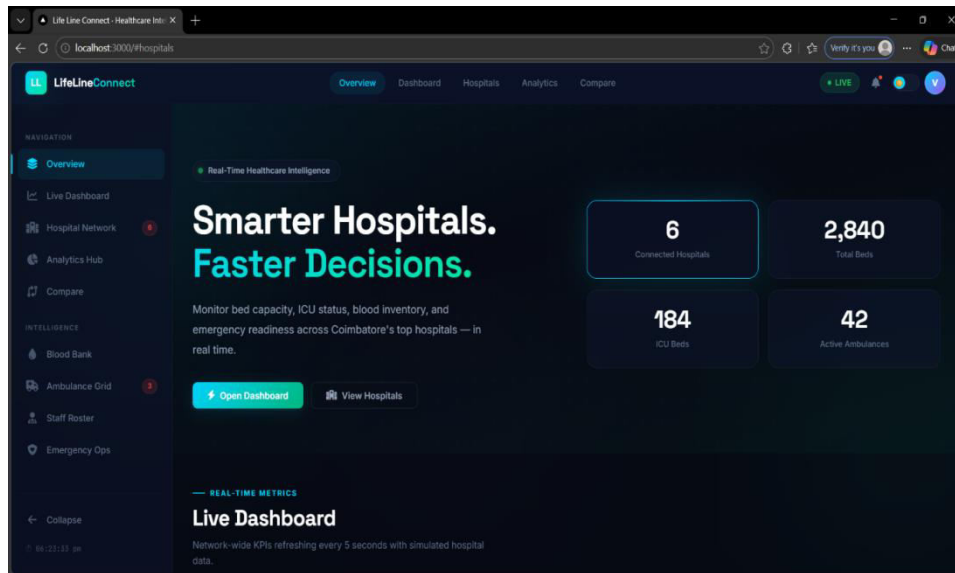 Life Line Connect - Healthcare Inte
localhost:3000/#hospitals
Verify it's you
Cha
LL
LifeLineConnect
Overview
Dashboard
Hospitals
Analytics
Compare
LIVE
V
NAVIGATION
Overview
Live Dashboard
Hospital Network
Analytics Hub
Compare
INTELLIGENCE
Blood Bank
Ambulance Grid
3
Staff Roster
Emergency Ops
Collapse
Real-Time Healthcare Intelligence
Smarter Hospitals.
Faster Decisions.
Monitor bed capacity, ICU status, blood inventory, and
emergency readiness across Coimbatore's top hospitals — in
real time.
Open Dashboard
View Hospitals
6
Connected Hospitals
2,840
Total Beds
184
ICU Beds
42
Active Ambulances
REAL-TIME METRICS
Live Dashboard
Network-wide KPIs refreshing every 5 seconds with simulated hospital
data.